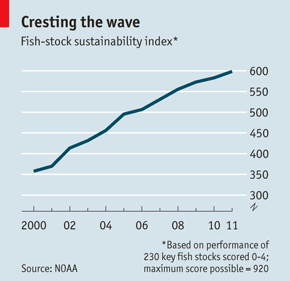 Cresting the wave
Fish-stock sustainability index*
600
550
500
450
400
350
300
2000 02 04 06 08 10 11
*Based on performance of
230 key fish stocks scored 0-4;
maximum score possible = 920
Source: NOAA